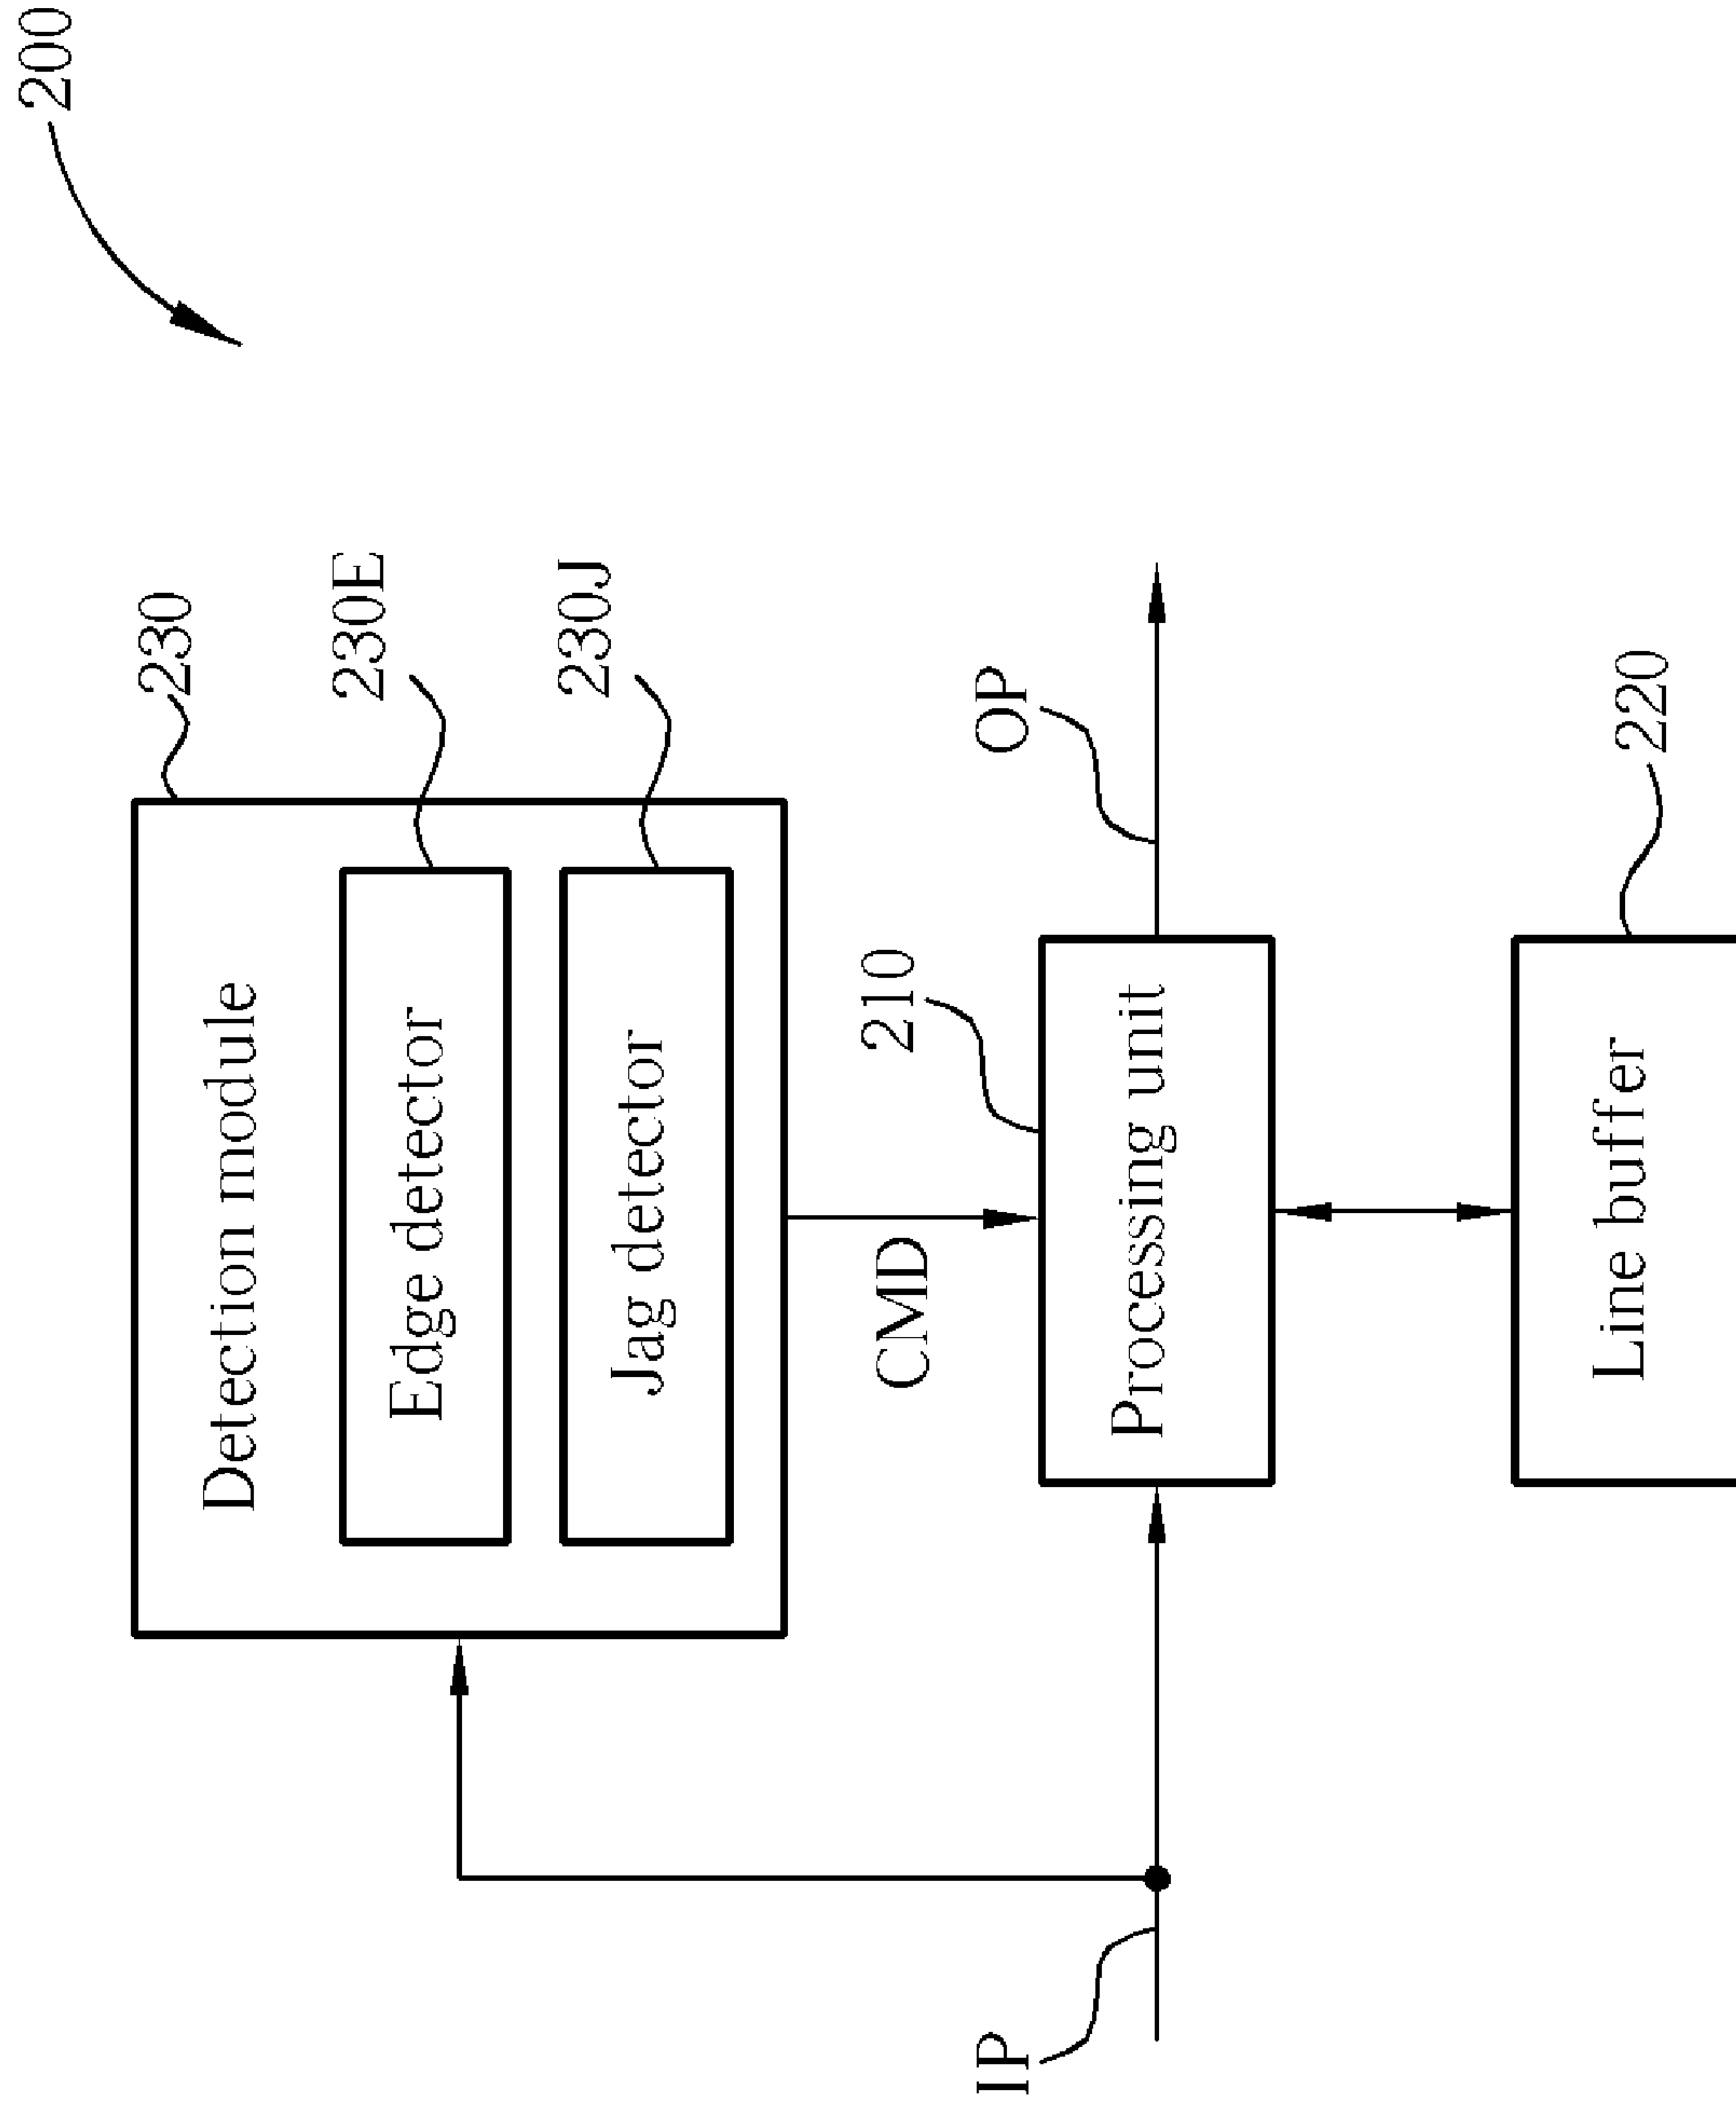 200
230
Detection module
230E
Edge detector
230J
Jag detector
CMD
210
IP
OP
Processing unit
220
Line buffer